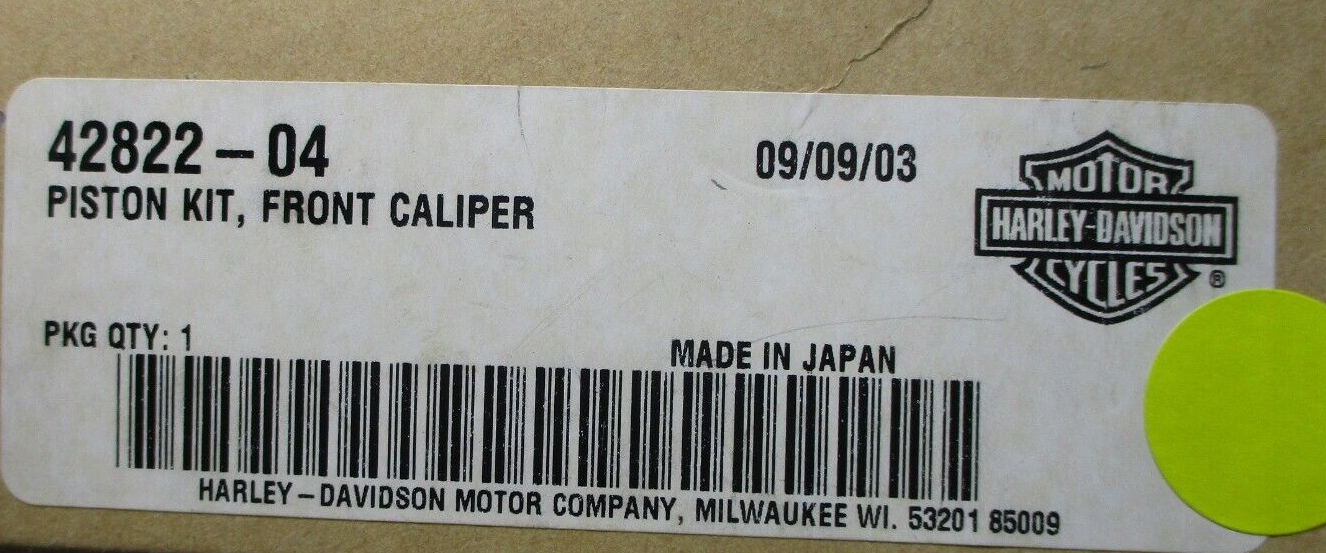 42822-04
09/09/03
PISTON KIT, FRONT CALIPER
MOTOR
HARLEY-DAVIDSON
CYCLES
®
PKG QTY: 1
MADE IN JAPAN
HARLEY-DAVIDSON MOTOR COMPANY, MILWAUKEE WI. 53201 85009